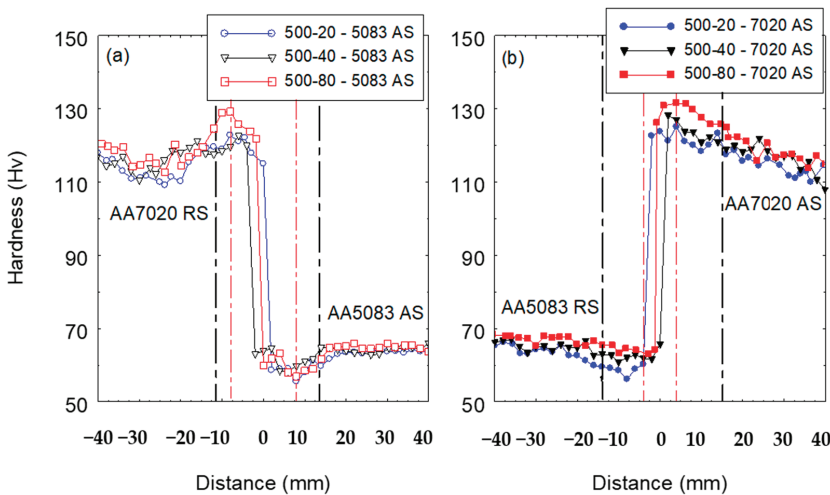 (a)
500-20 - 5083 AS
500-40 - 5083 AS
500-80 - 5083 AS
150
130
110
90
70
50
Hardness (Hv)
AA7020 RS
AA5083 AS
−40 −30 −20 −10 0 10 20 30 40
Distance (mm)
(b)
500-20 - 7020 AS
500-40 - 7020 AS
500-80 - 7020 AS
150
130
110
90
70
50
AA7020 AS
AA5083 RS
−40 −30 −20 −10 0 10 20 30 40
Distance (mm)